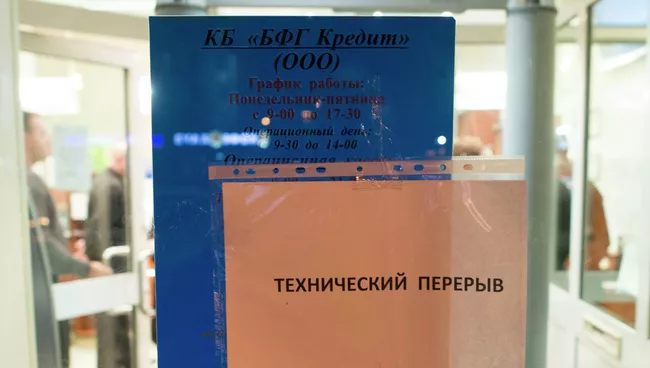 КБ «БФГ Кредит»
(ООО)
График работы:
Понедельник-пятница
с 9-00 до 17-30
Операционный день:
9-30 до 14-00
Операционная
ТЕХНИЧЕСКИЙ ПЕРЕРЫВ